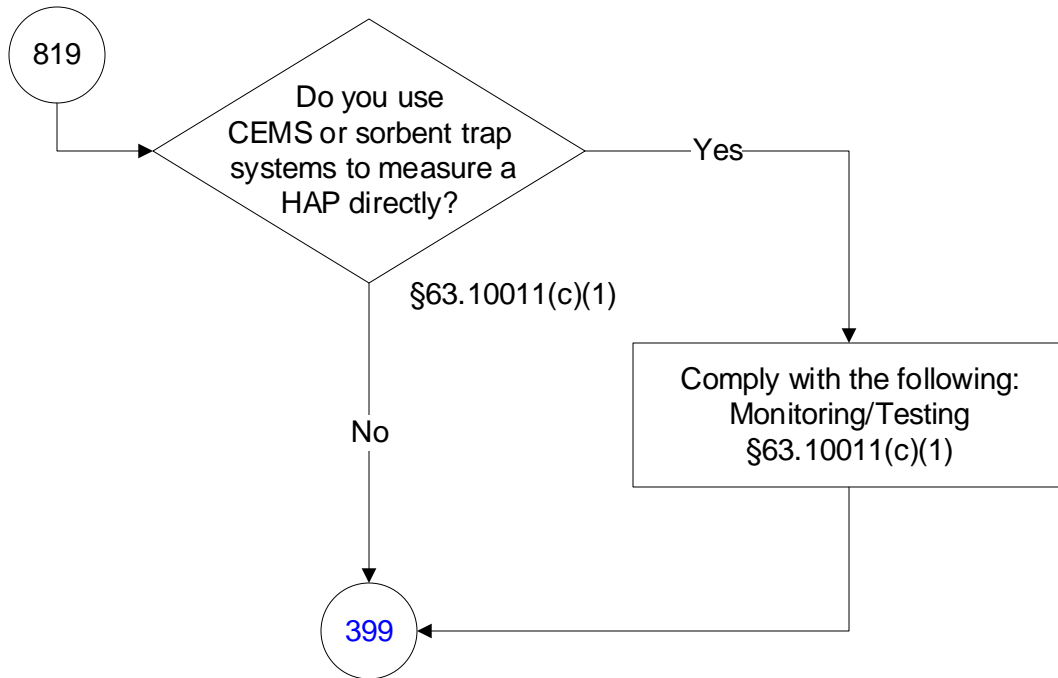 819
Do you use
CEMS or sorbent trap
systems to measure a
HAP directly?
Yes
§63.10011(c)(1)
Comply with the following:
Monitoring/Testing
§63.10011(c)(1)
No
399